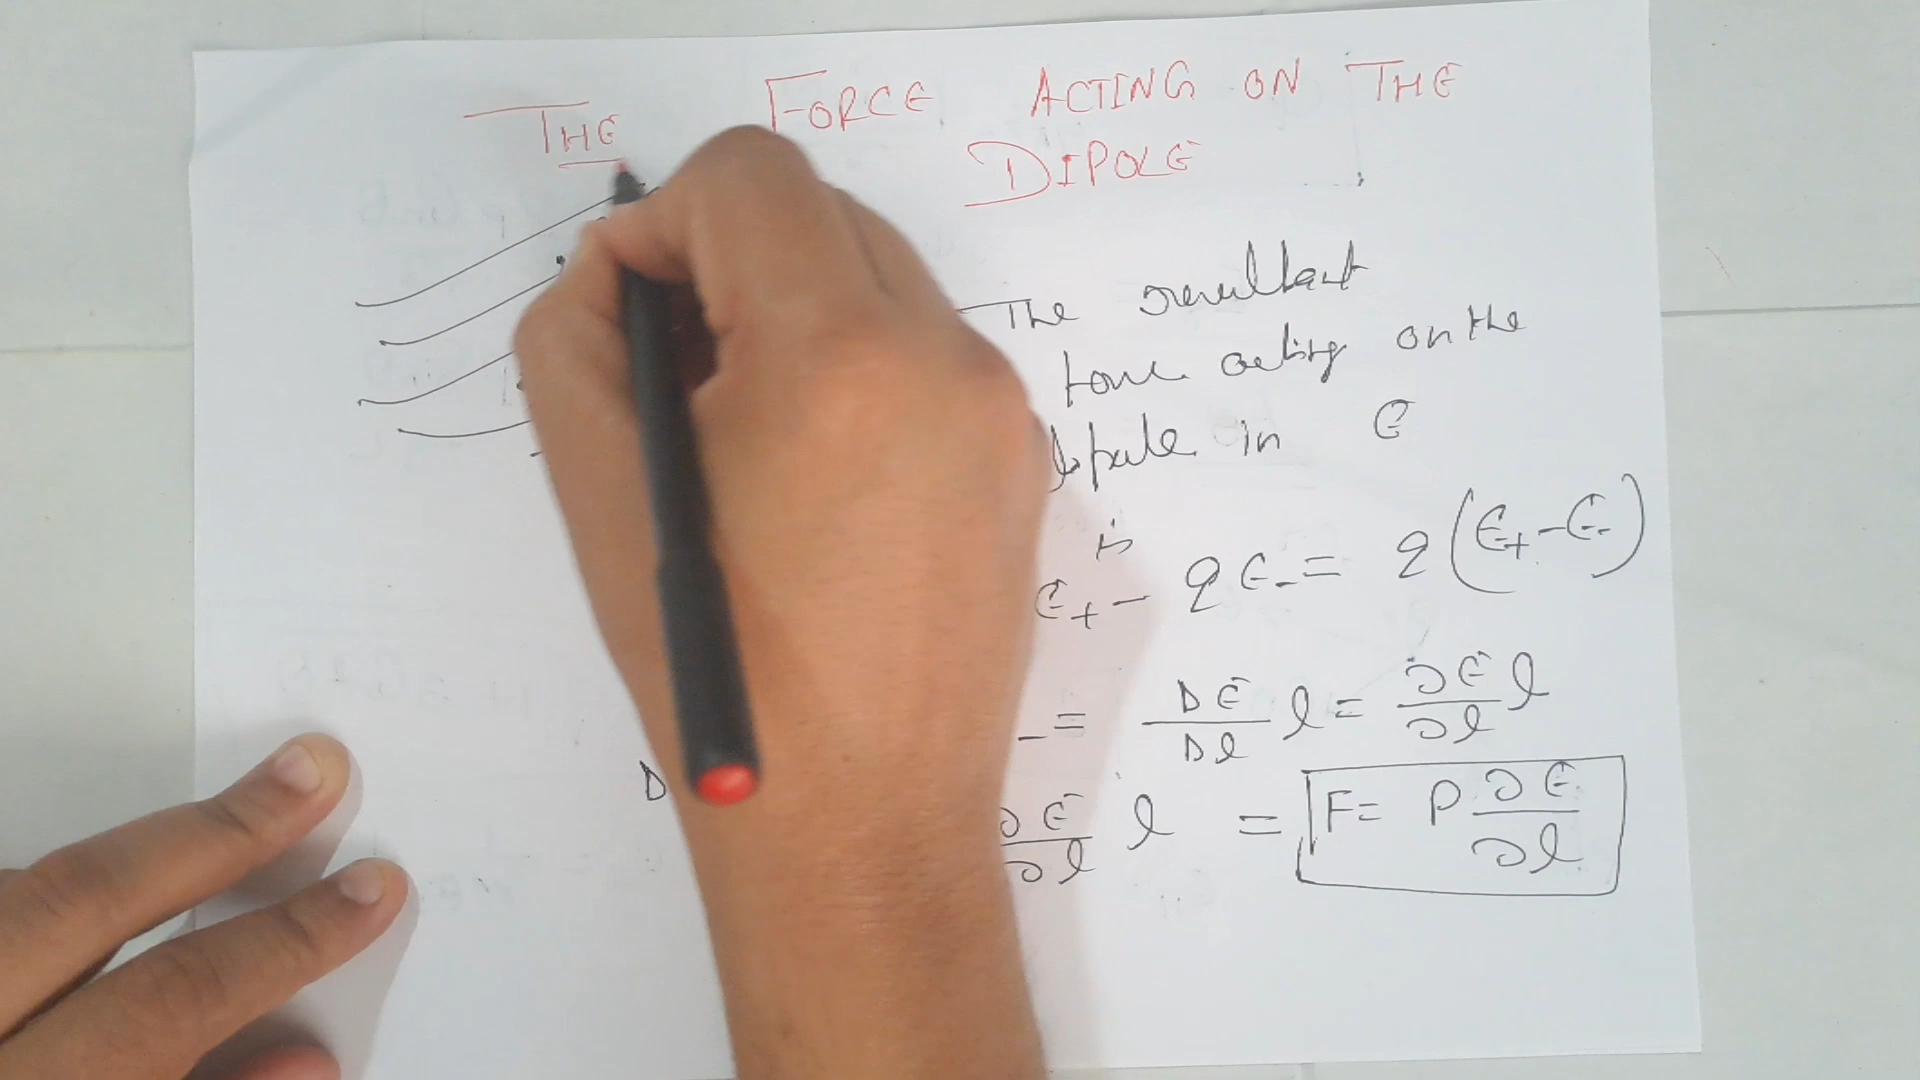 THE FORCE ACTING ON THE
DIPOLE
The resultant
force acting on the
in E
is
E₊ - qE₋ = q(E₊ - E₋)
₋ = ΔE/Δl l = ∂E/∂l l
Δ
∂E/∂l l = F = P ∂E/∂l